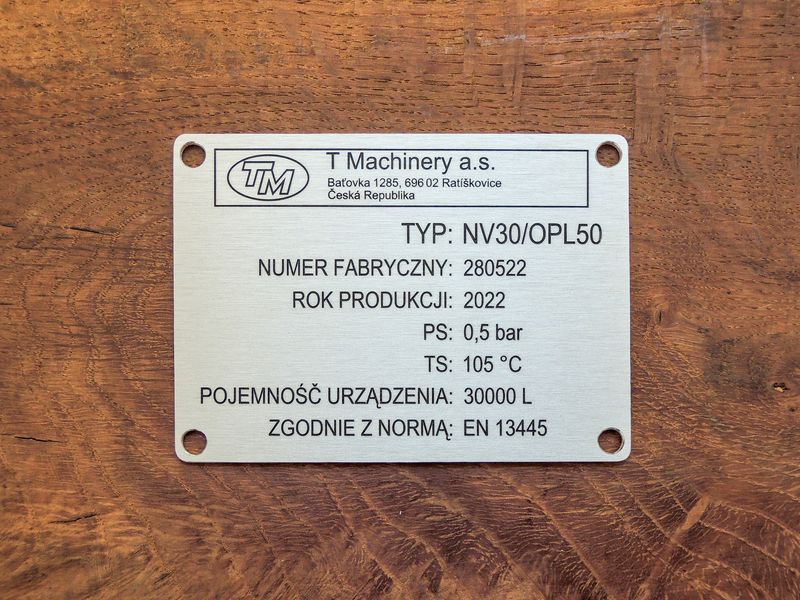 TM
T Machinery a.s.
Baťovka 1285, 696 02 Ratíškovice
Česká Republika
TYP: NV30/OPL50
NUMER FABRYCZNY: 280522
ROK PRODUKCJI: 2022
PS: 0,5 bar
TS: 105 °C
POJEMNOŚČ URZĄDZENIA: 30000 L
ZGODNIE Z NORMĄ: EN 13445